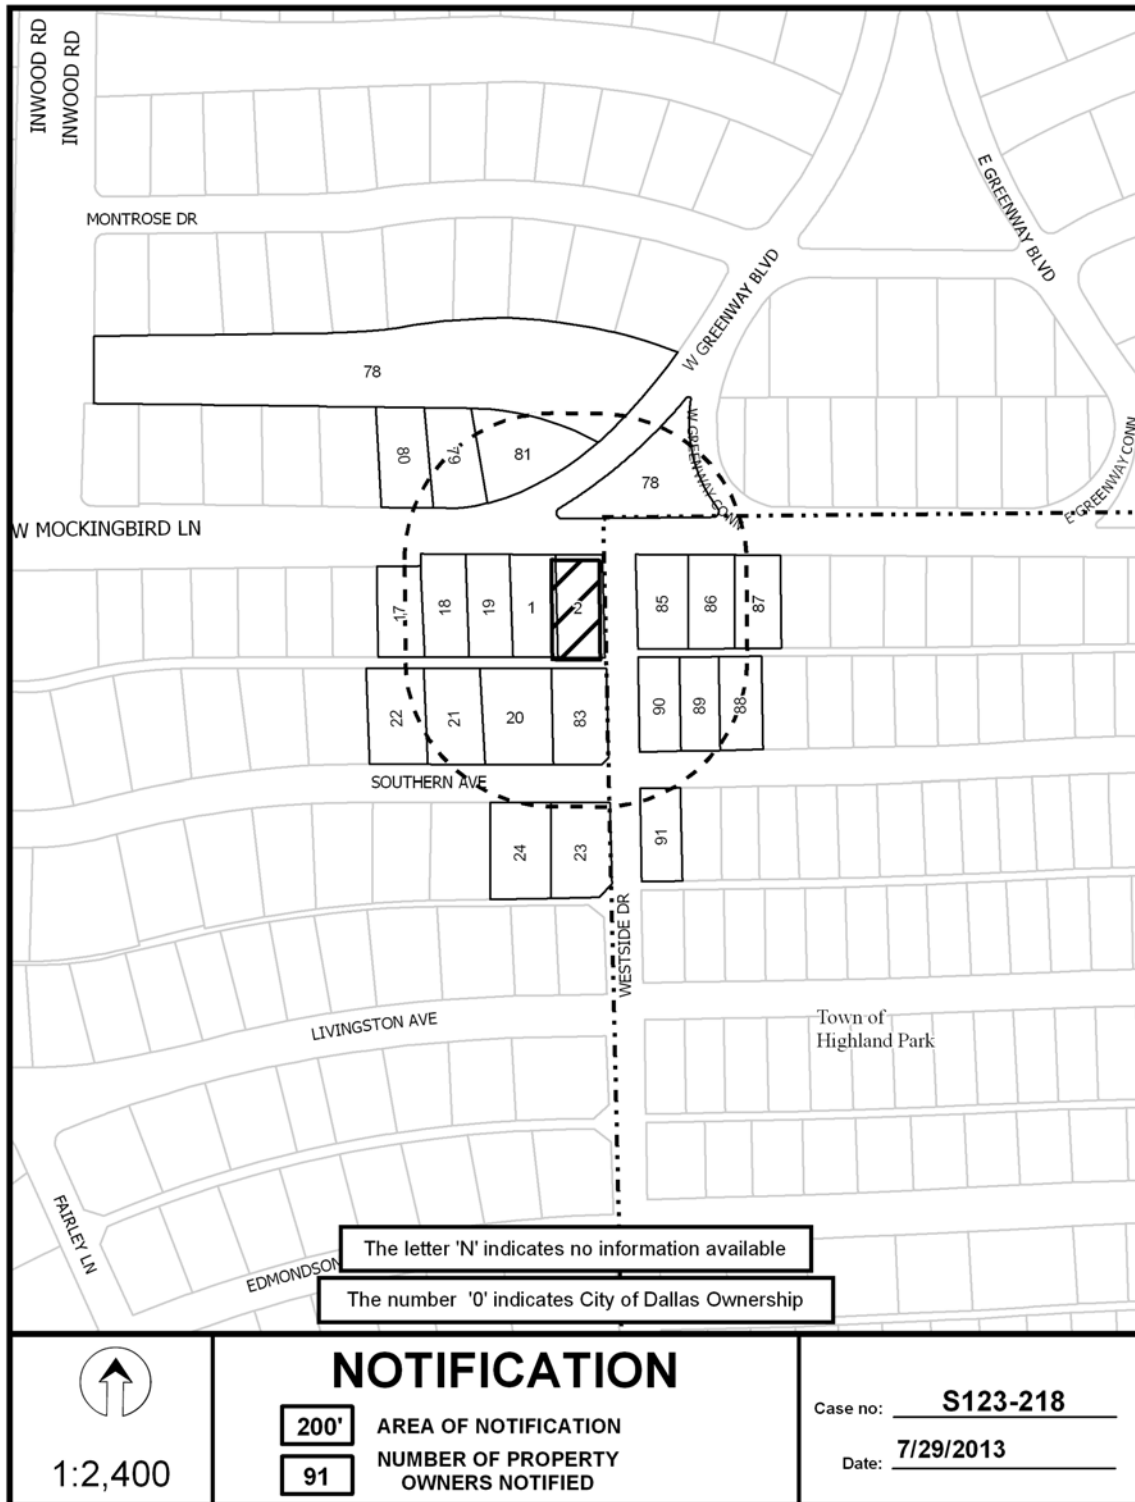 INWOOD RD
INWOOD RD
MONTROSE DR
E GREENWAY BLVD
W GREENWAY BLVD
78
W GREENWAY CONN
80
79
81
78
E GREENWAY CONN
W MOCKINGBIRD LN
17
18
19
1
2
85
86
87
22
21
20
83
90
89
88
SOUTHERN AVE
24
23
91
WESTSIDE DR
LIVINGSTON AVE
Town of
Highland Park
FAIRLEY LN
EDMONDSON
The letter 'N' indicates no information available
The number '0' indicates City of Dallas Ownership
1:2,400
NOTIFICATION
200' AREA OF NOTIFICATION
91 NUMBER OF PROPERTY
OWNERS NOTIFIED
Case no: S123-218
Date: 7/29/2013